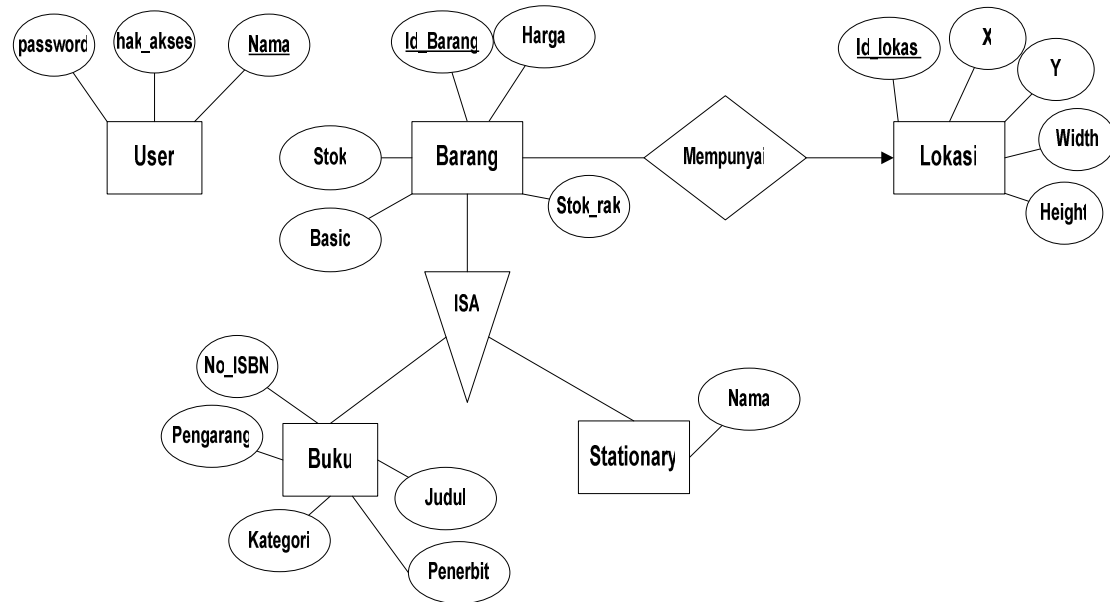 password
hak_akses
Nama
Id_Barang
Harga
Id_lokas
X
Y
User
Stok
Barang
Mempunyai
Lokasi
Width
Basic
Stok_rak
Height
ISA
No_ISBN
Nama
Pengarang
Buku
Stationary
Judul
Kategori
Penerbit